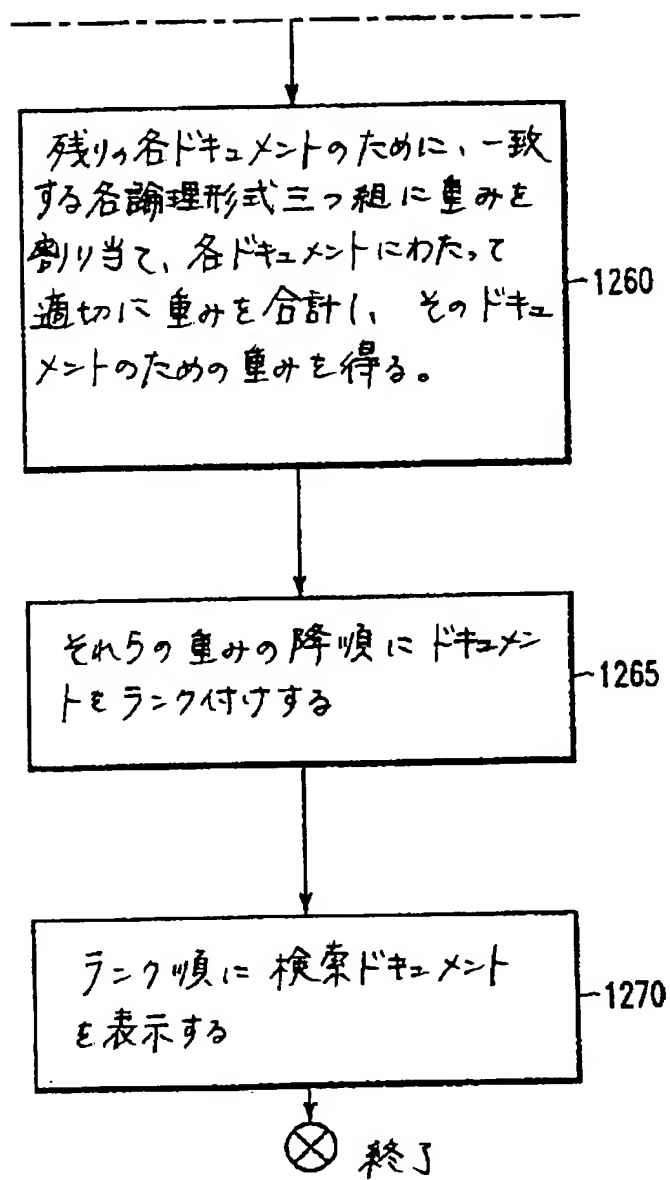 残りの各ドキュメントのために、一致
する各論理形式三つ組に重みを
割り当て、各ドキュメントにわたって
適切に重みを合計し、そのドキュ
メントのための重みを得る。
1260
それらの重みの降順にドキュメン
トをランク付けする
1265
ランク順に検索ドキュメント
を表示する
1270
終了